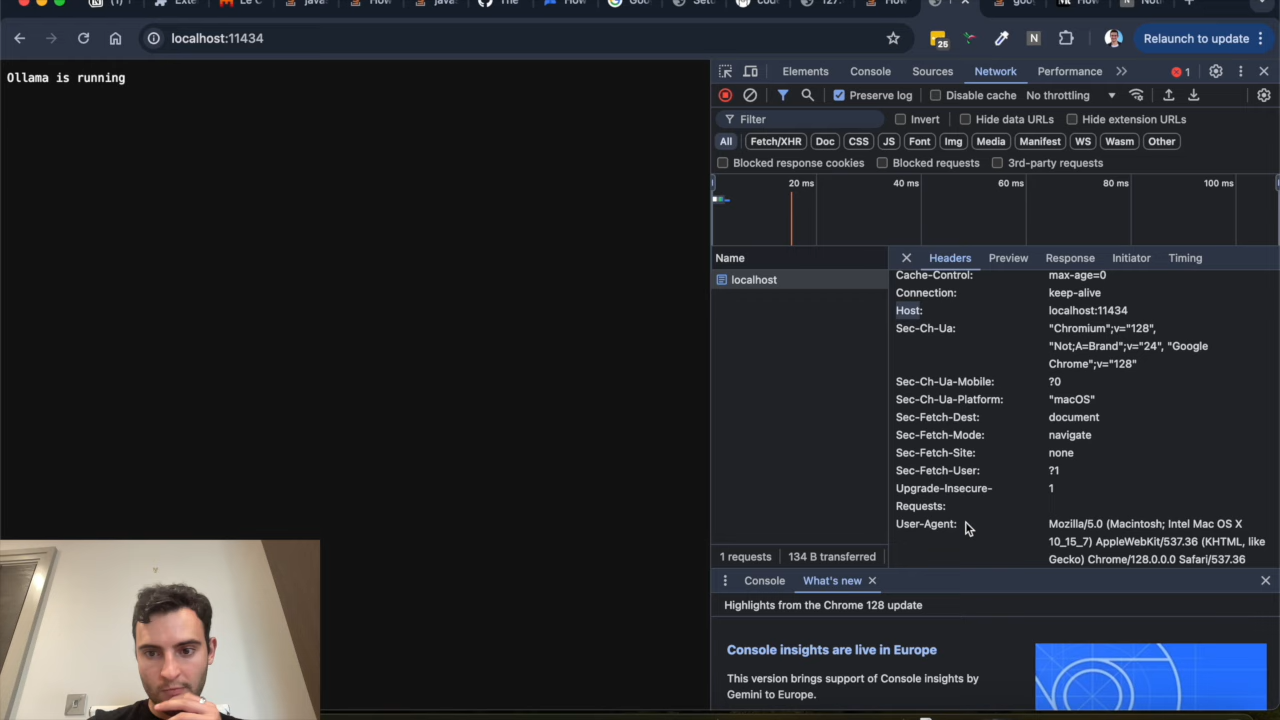 localhost:11434
25
N
Relaunch to update
Ollama is running
Elements
Console
Sources
Network
Performance
1
Preserve log
Disable cache
No throttling
Filter
Invert
Hide data URLs
Hide extension URLs
All
Fetch/XHR
Doc
CSS
JS
Font
Img
Media
Manifest
WS
Wasm
Other
Blocked response cookies
Blocked requests
3rd-party requests
20 ms
40 ms
60 ms
80 ms
100 ms
Name
Headers
Preview
Response
Initiator
Timing
localhost
Cache-Control: max-age=0
Connection: keep-alive
Host: localhost:11434
Sec-Ch-Ua: "Chromium";v="128",
"Not;A=Brand";v="24", "Google
Chrome";v="128"
Sec-Ch-Ua-Mobile: ?0
Sec-Ch-Ua-Platform: "macOS"
Sec-Fetch-Dest: document
Sec-Fetch-Mode: navigate
Sec-Fetch-Site: none
Sec-Fetch-User: ?1
Upgrade-Insecure- 1
Requests:
User-Agent: Mozilla/5.0 (Macintosh; Intel Mac OS X
10_15_7) AppleWebKit/537.36 (KHTML, like
Gecko) Chrome/128.0.0.0 Safari/537.36
1 requests
134 B transferred
Console
What's new
Highlights from the Chrome 128 update
Console insights are live in Europe
This version brings support of Console insights by
Gemini to Europe.